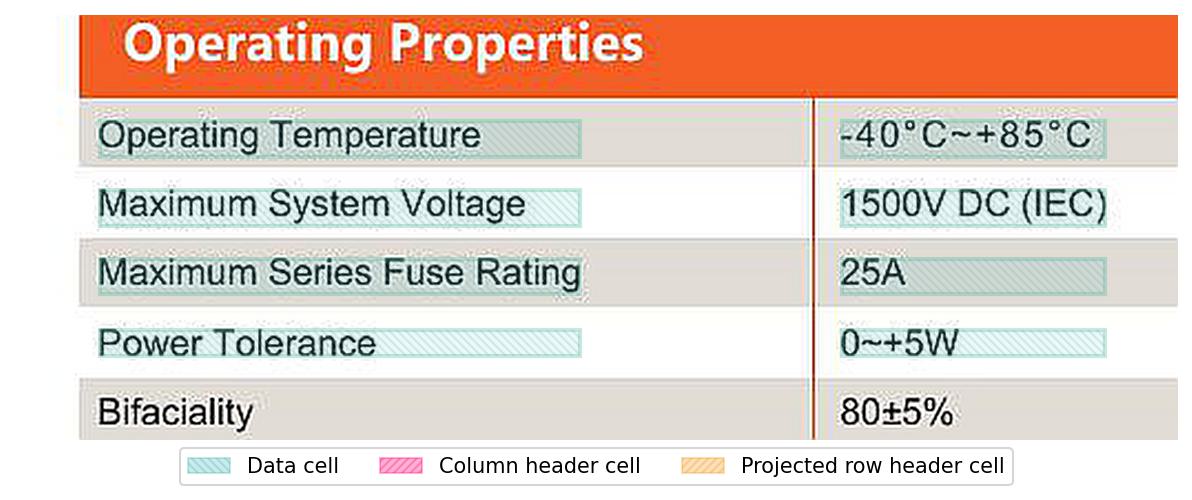 Operating Properties
Operating Temperature -40°C~+85°C
Maximum System Voltage 1500V DC (IEC)
Maximum Series Fuse Rating 25A
Power Tolerance 0~+5W
Bifaciality 80±5%
Data cell Column header cell Projected row header cell